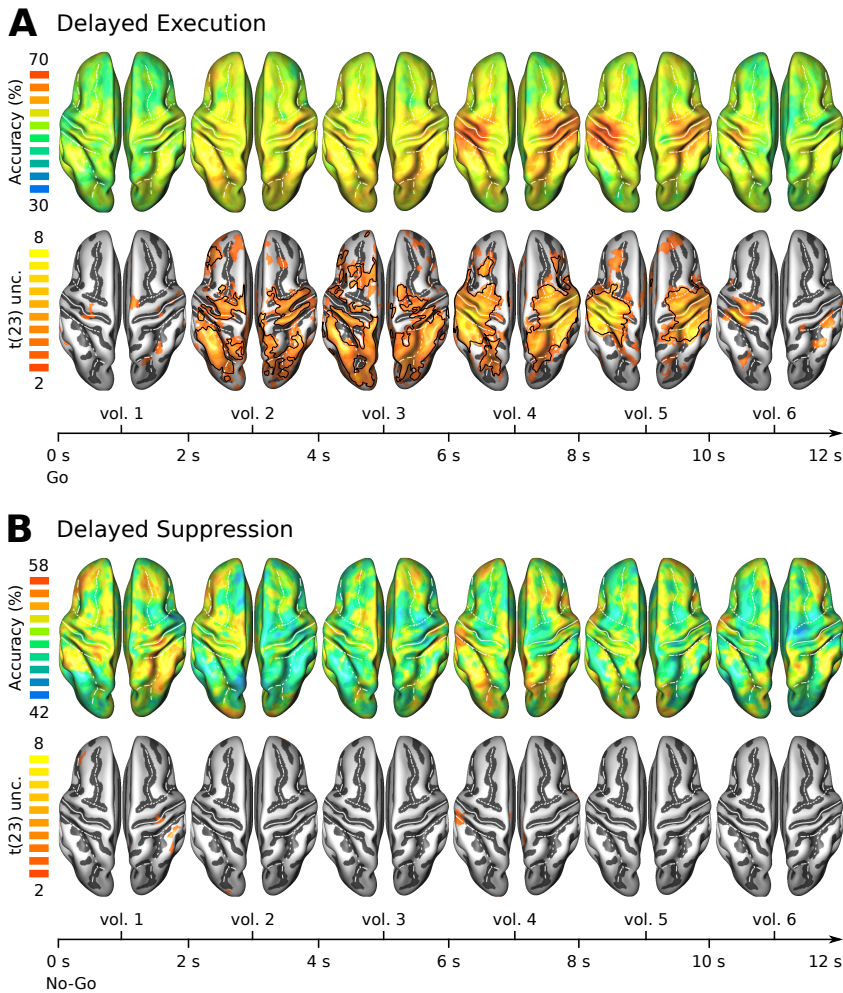 A Delayed Execution
70
Accuracy (%)
30
8
t(23) unc.
2
vol. 1 vol. 2 vol. 3 vol. 4 vol. 5 vol. 6
0 s 2 s 4 s 6 s 8 s 10 s 12 s
Go
B Delayed Suppression
58
Accuracy (%)
42
8
t(23) unc.
2
vol. 1 vol. 2 vol. 3 vol. 4 vol. 5 vol. 6
0 s 2 s 4 s 6 s 8 s 10 s 12 s
No-Go